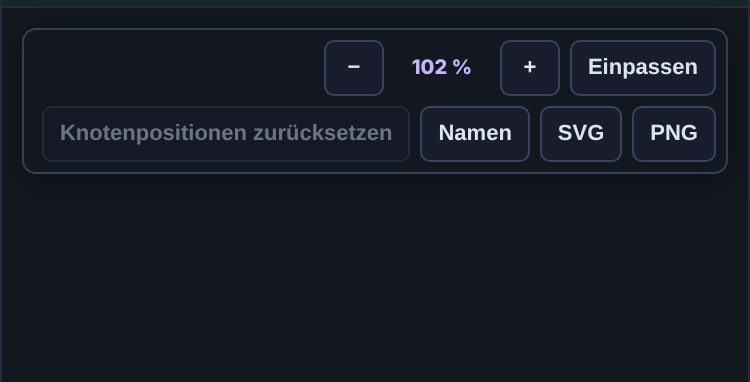 − 102 % + Einpassen
Knotenpositionen zurücksetzen Namen SVG PNG